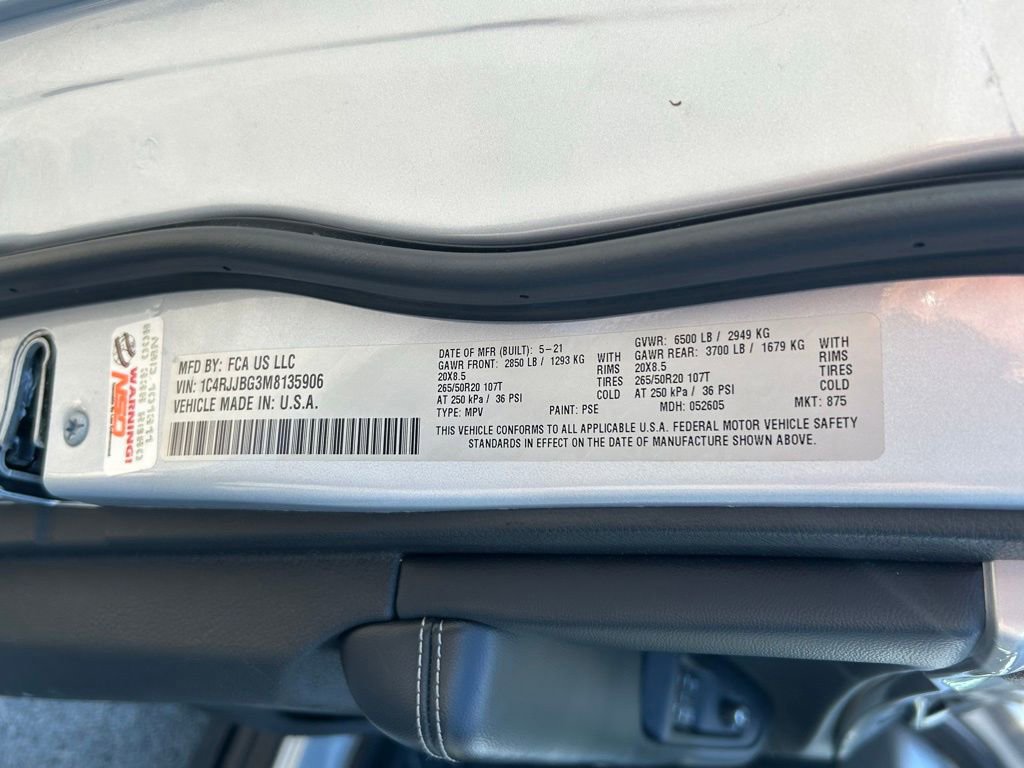 WARNING!
NSD
MFD BY: FCA US LLC
VIN: 1C4RJJBG3M8135906
VEHICLE MADE IN: U.S.A.
DATE OF MFR (BUILT): 5-21
GAWR FRONT: 2850 LB / 1293 KG WITH
20X8.5 RIMS
265/50R20 107T TIRES
AT 250 kPa / 36 PSI COLD
TYPE: MPV PAINT: PSE
GVWR: 6500 LB / 2949 KG
GAWR REAR: 3700 LB / 1679 KG WITH
20X8.5 RIMS
265/50R20 107T TIRES
AT 250 kPa / 36 PSI COLD
MDH: 052605 MKT: 875
THIS VEHICLE CONFORMS TO ALL APPLICABLE U.S.A. FEDERAL MOTOR VEHICLE SAFETY
STANDARDS IN EFFECT ON THE DATE OF MANUFACTURE SHOWN ABOVE.